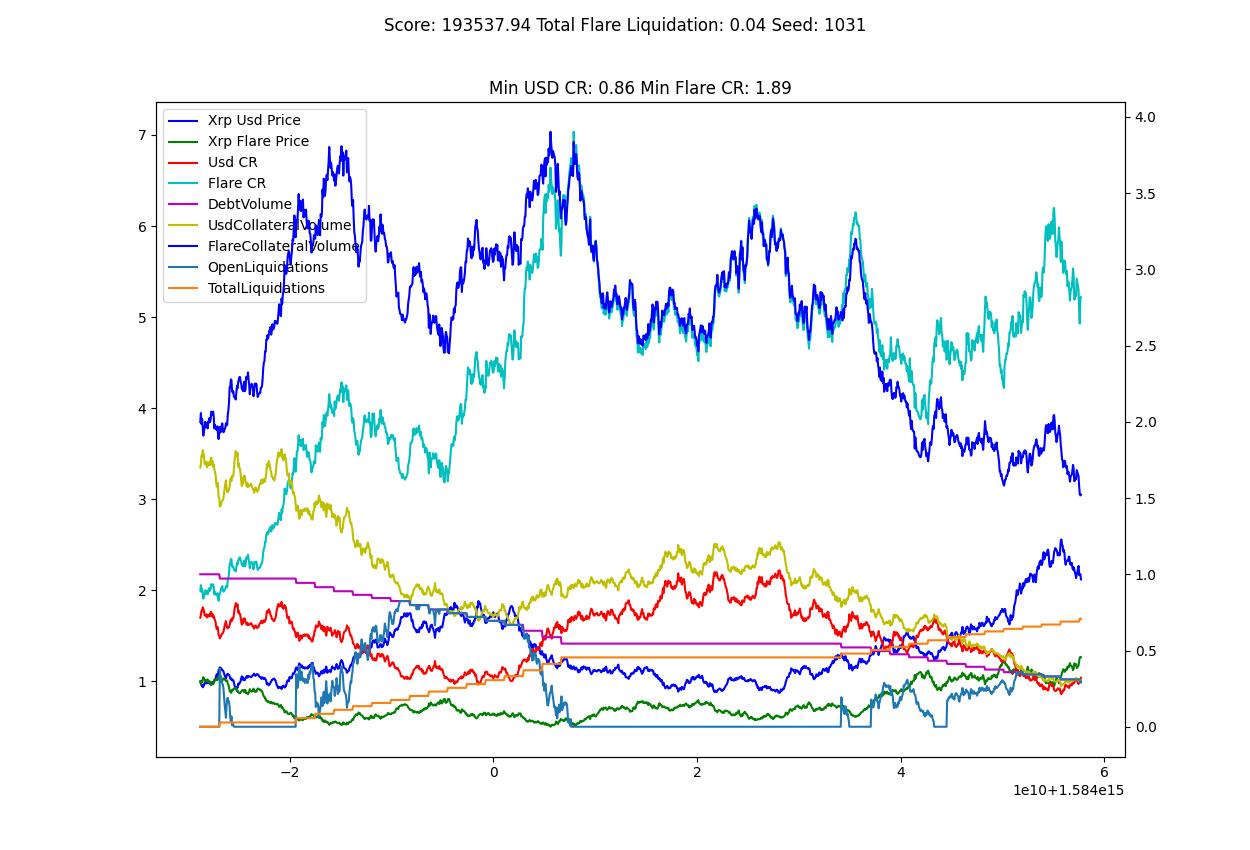 Score: 193537.94 Total Flare Liquidation: 0.04 Seed: 1031
Min USD CR: 0.86 Min Flare CR: 1.89
Xrp Usd Price
Xrp Flare Price
Usd CR
Flare CR
DebtVolume
UsdCollateralVolume
FlareCollateralVolume
OpenLiquidations
TotalLiquidations
7
6
5
4
3
2
1
4.0
3.5
3.0
2.5
2.0
1.5
1.0
0.5
0.0
−2
0
2
4
6
1e10+1.584e15